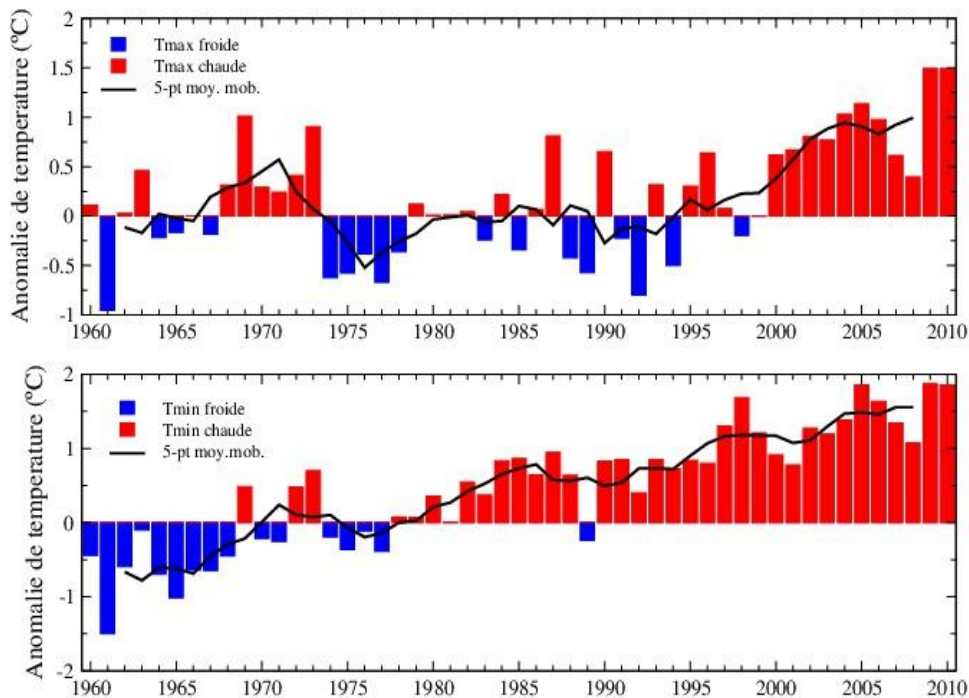 Anomalie de temperature (ºC)
2
1.5
1
0.5
0
-0.5
-1
Tmax froide
Tmax chaude
5-pt moy. mob.
1960 1965 1970 1975 1980 1985 1990 1995 2000 2005 2010
Anomalie de temperature (ºC)
2
1
0
-1
-2
Tmin froide
Tmin chaude
5-pt moy.mob.
1960 1965 1970 1975 1980 1985 1990 1995 2000 2005 2010